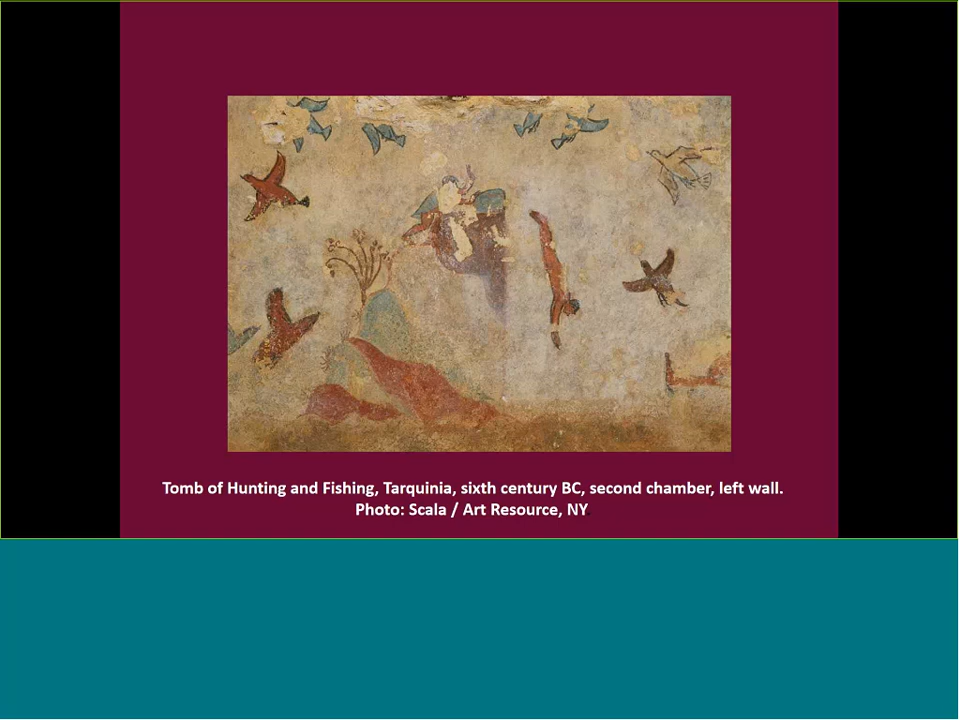 Tomb of Hunting and Fishing, Tarquinia, sixth century BC, second chamber, left wall.
Photo: Scala / Art Resource, NY.